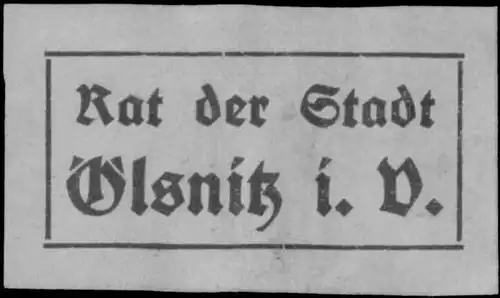 Rat der Stadt
Ölsnitz i. V.